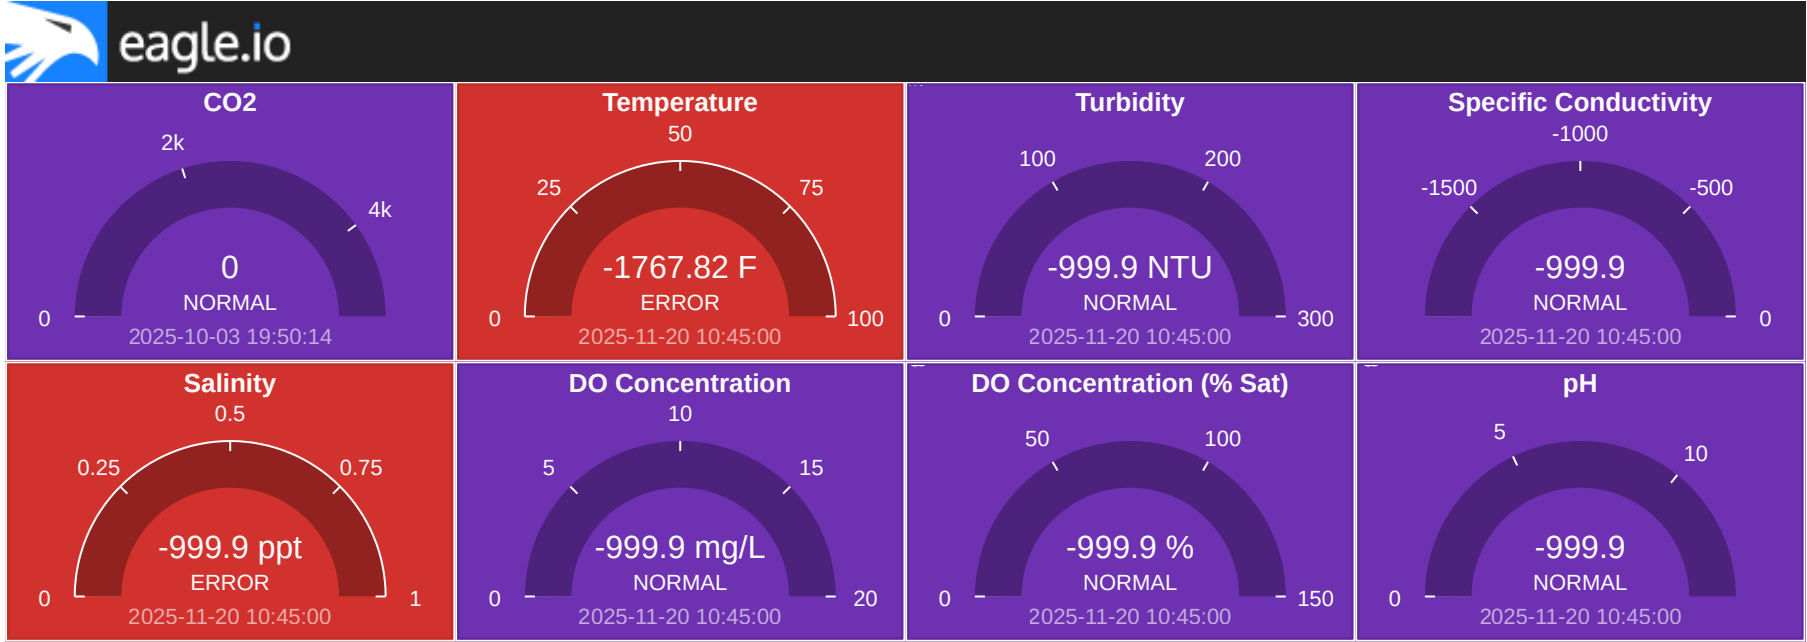 eagle.io
CO2
2k
4k
0
0
NORMAL
2025-10-03 19:50:14
Temperature
50
25
75
-1767.82 F
ERROR
0
100
2025-11-20 10:45:00
Turbidity
100
200
-999.9 NTU
NORMAL
0
300
2025-11-20 10:45:00
Specific Conductivity
-1000
-1500
-500
-999.9
NORMAL
0
2025-11-20 10:45:00
Salinity
0.5
0.25
0.75
-999.9 ppt
ERROR
0
1
2025-11-20 10:45:00
DO Concentration
10
5
15
-999.9 mg/L
NORMAL
0
20
2025-11-20 10:45:00
DO Concentration (% Sat)
50
100
-999.9 %
NORMAL
0
150
2025-11-20 10:45:00
pH
5
10
-999.9
NORMAL
0
2025-11-20 10:45:00